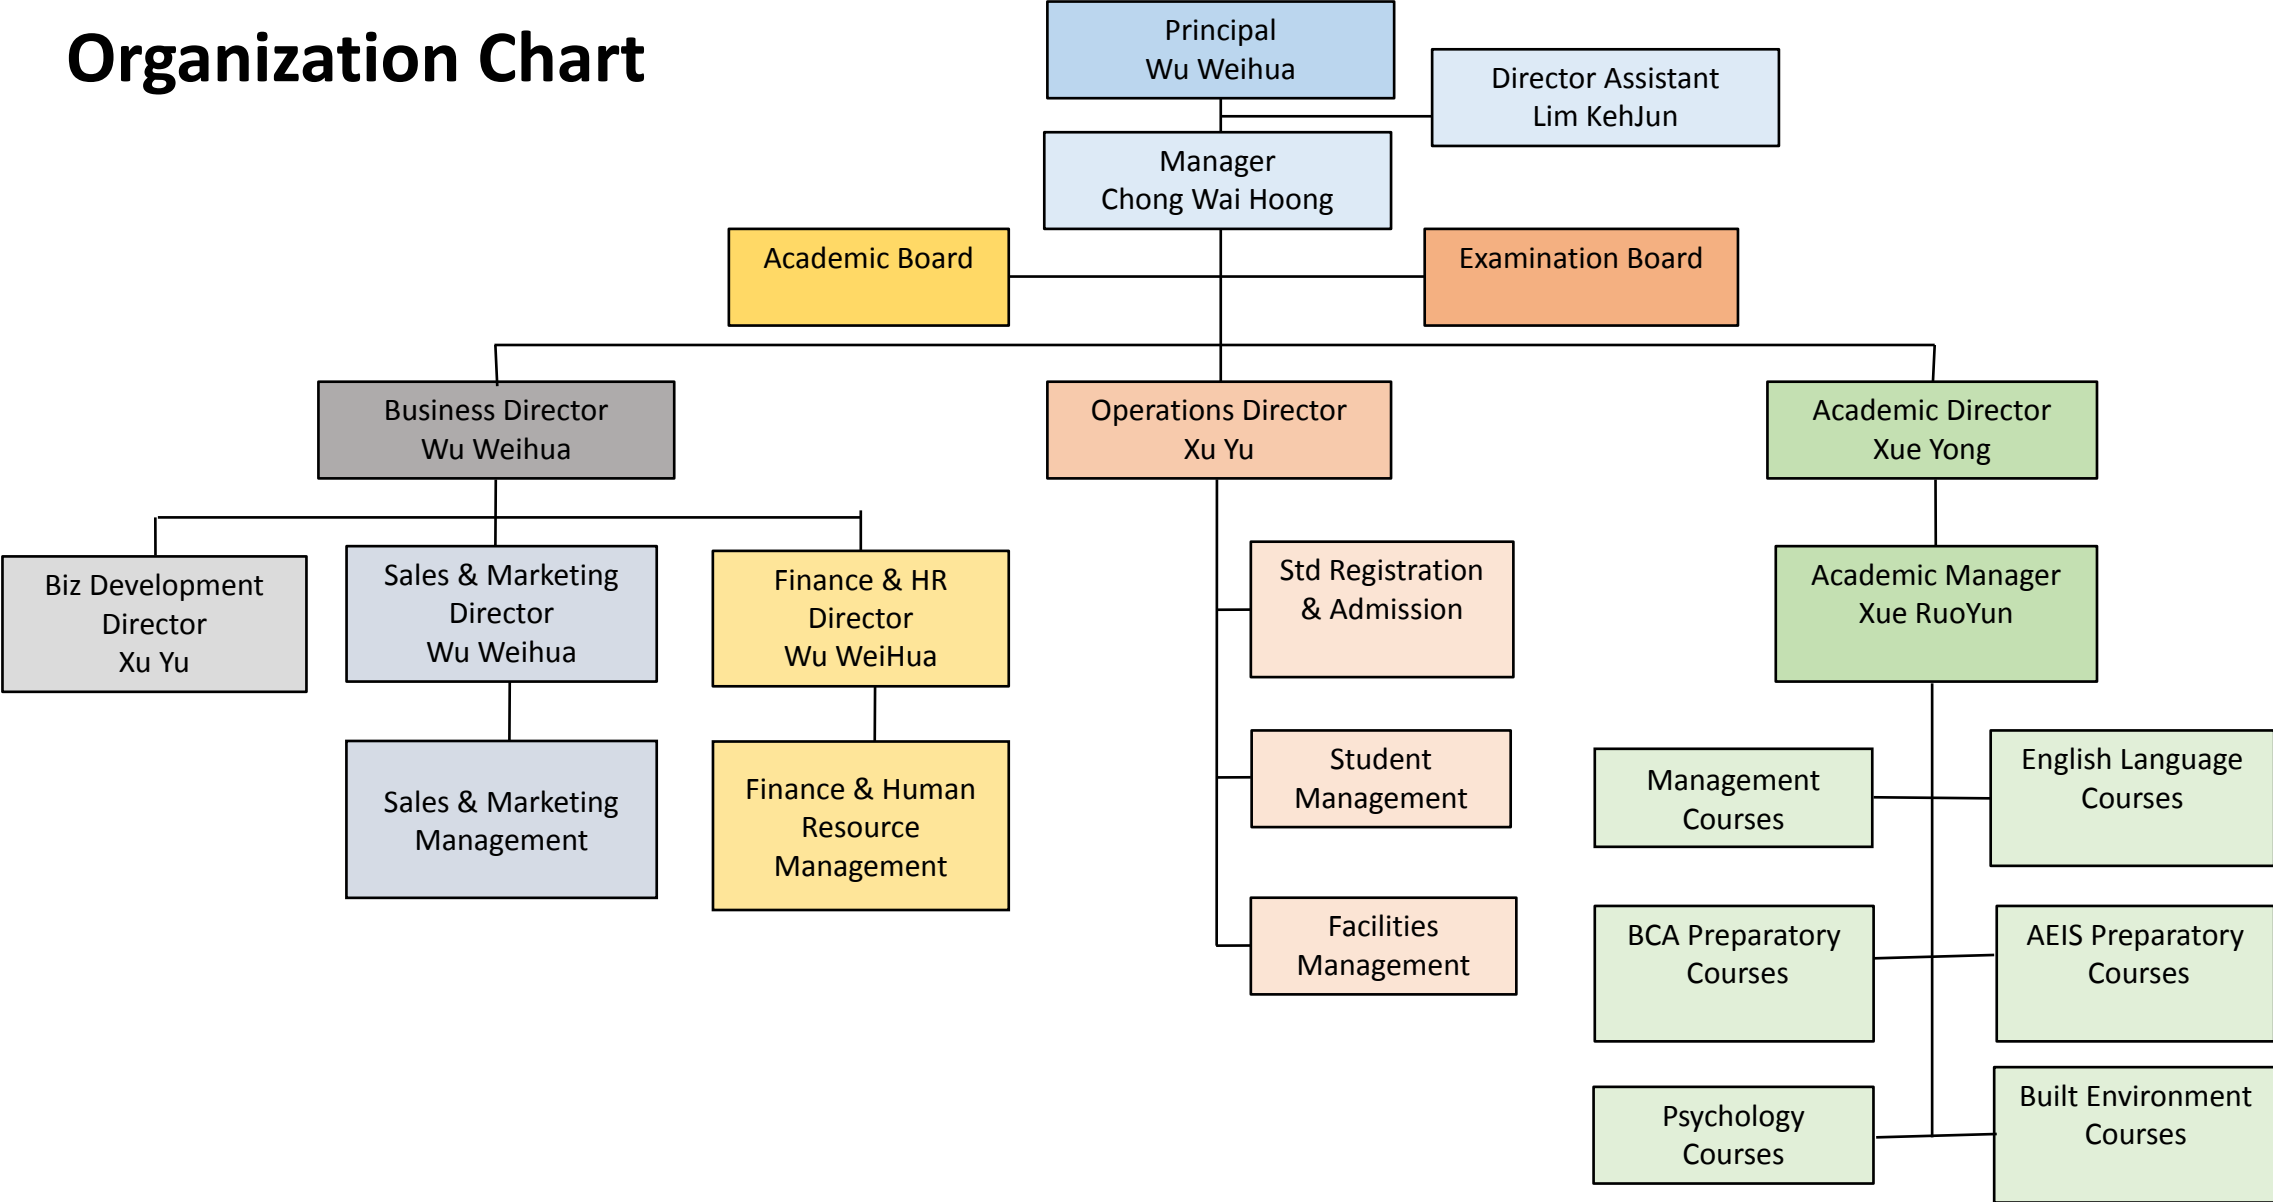 Organization Chart
Principal
Wu Weihua
Director Assistant
Lim KehJun
Manager
Chong Wai Hoong
Academic Board
Examination Board
Business Director
Wu Weihua
Operations Director
Xu Yu
Academic Director
Xue Yong
Biz Development
Director
Xu Yu
Sales & Marketing
Director
Wu Weihua
Finance & HR
Director
Wu WeiHua
Std Registration
& Admission
Academic Manager
Xue RuoYun
Sales & Marketing
Management
Finance & Human
Resource
Management
Student
Management
Management
Courses
English Language
Courses
Facilities
Management
BCA Preparatory
Courses
AEIS Preparatory
Courses
Psychology
Courses
Built Environment
Courses